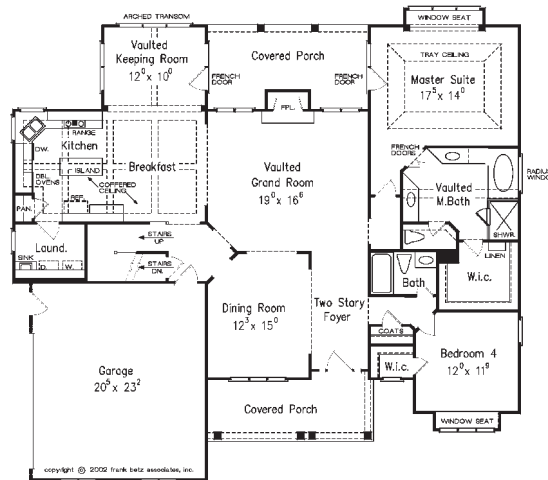 ARCHED TRANSOM
WINDOW SEAT
Vaulted
Keeping Room
12⁰ x 10⁰
Covered Porch
TRAY CEILING
Master Suite
17⁵ x 14⁰
FRENCH
DOOR
FRENCH
DOOR
FPL.
RANGE
Kitchen
DW.
ISLAND
Breakfast
DBL.
OVENS
COFFERED
CEILING
REF.
PAN.
Vaulted
Grand Room
19⁰ x 16⁶
FRENCH
DOORS
Vaulted
M.Bath
RADIUS
SHWR.
LINEN
W.i.c.
Laund.
SINK
D.
W.
STAIRS
UP
STAIRS
DN.
Bath
Dining Room
12³ x 15⁰
Two Story
Foyer
COATS
W.i.c.
Bedroom 4
12⁰ x 11⁹
WINDOW SEAT
Garage
20⁵ x 23²
Covered Porch
copyright © 2002 frank betz associates, inc.